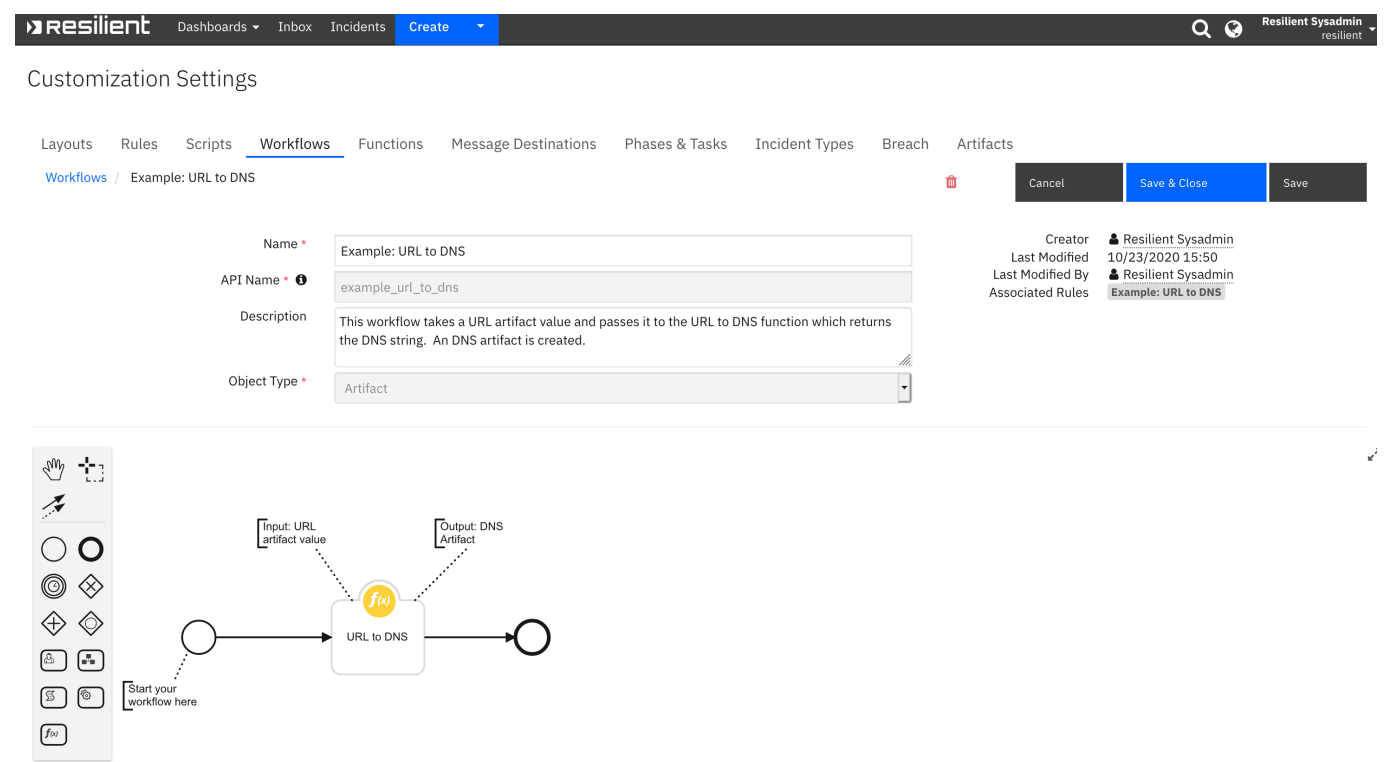 Resilient Dashboards Inbox Incidents Create Resilient Sysadmin
resilient
Customization Settings
Layouts Rules Scripts Workflows Functions Message Destinations Phases & Tasks Incident Types Breach Artifacts
Workflows / Example: URL to DNS Cancel Save & Close Save
Name * Example: URL to DNS
API Name * example_url_to_dns
Description This workflow takes a URL artifact value and passes it to the URL to DNS function which returns
the DNS string.  An DNS artifact is created.
Object Type * Artifact
Creator Resilient Sysadmin
Last Modified 10/23/2020 15:50
Last Modified By Resilient Sysadmin
Associated Rules Example: URL to DNS
Input: URL
artifact value
Output: DNS
Artifact
f(x)
URL to DNS
Start your
workflow here
f(x)